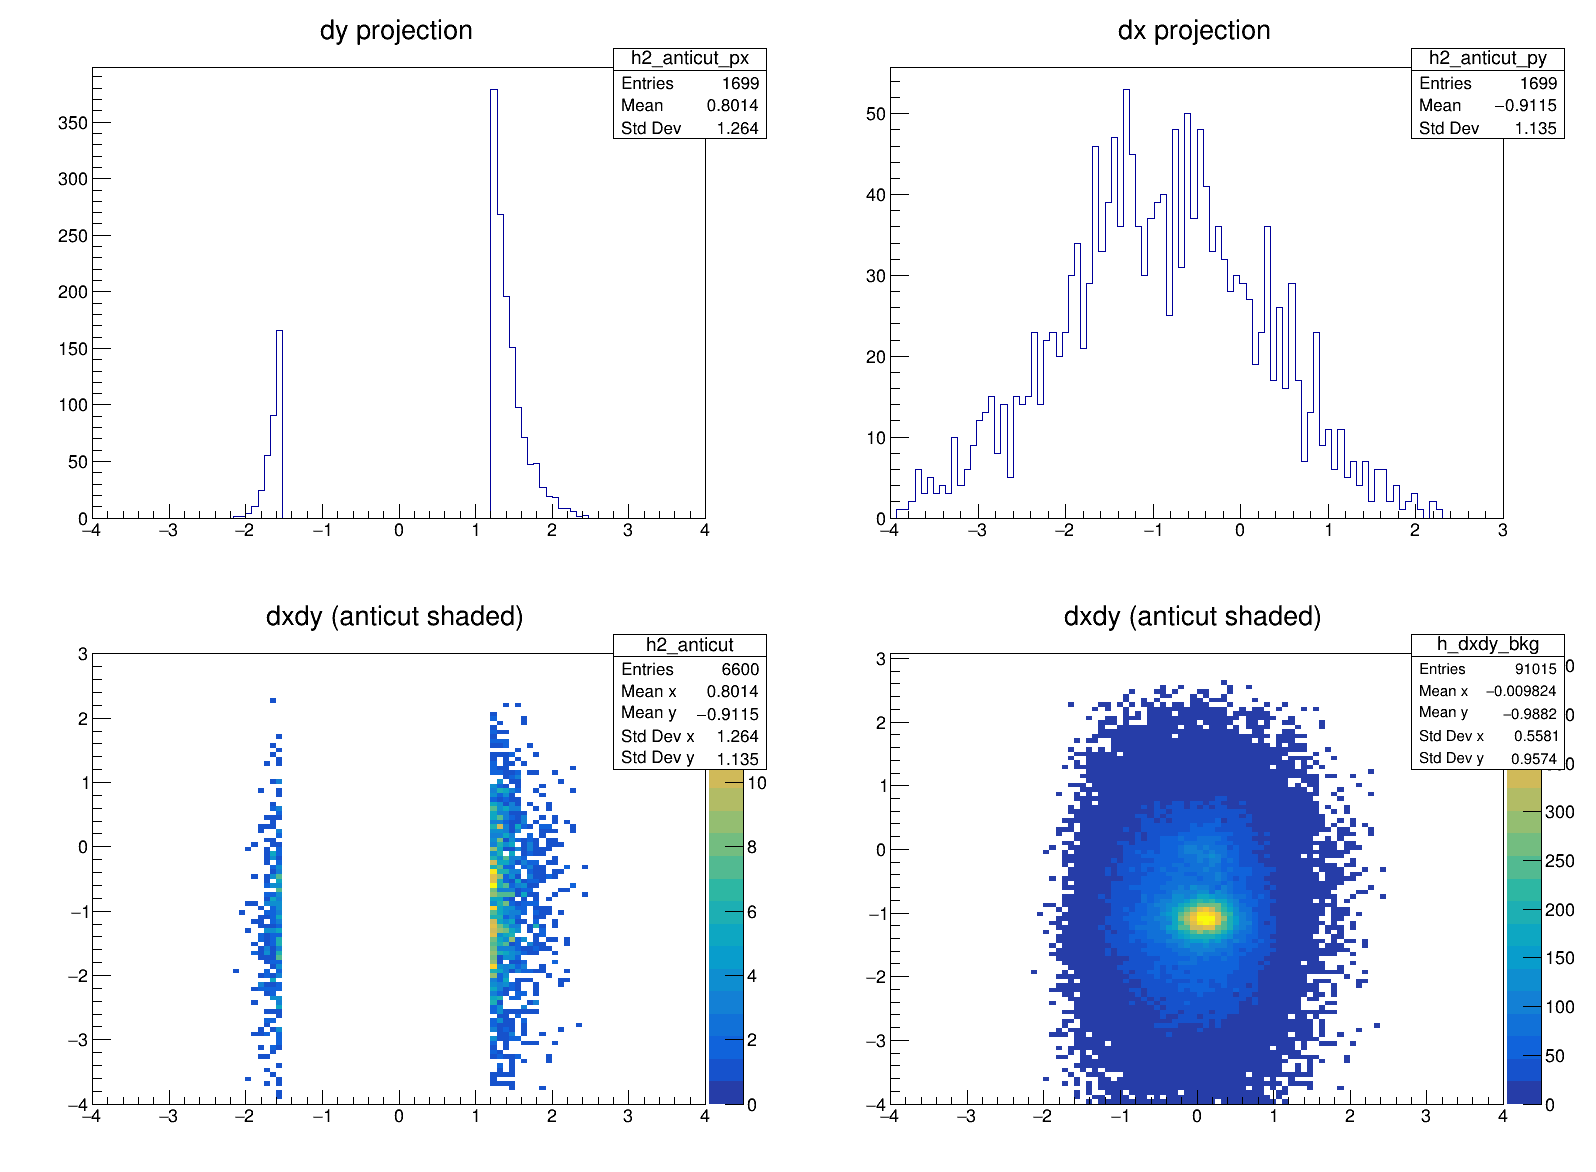 dy projection
h2_anticut_px
Entries 1699
Mean 0.8014
Std Dev 1.264
350
300
250
200
150
100
50
0
−4 −3 −2 −1 0 1 2 3 4
dx projection
h2_anticut_py
Entries 1699
Mean −0.9115
Std Dev 1.135
50
40
30
20
10
0
−4 −3 −2 −1 0 1 2 3
dxdy (anticut shaded)
h2_anticut
Entries 6600
Mean x 0.8014
Mean y −0.9115
Std Dev x 1.264
Std Dev y 1.135
3
2
1
0
−1
−2
−3
−4
−4 −3 −2 −1 0 1 2 3 4
10
8
6
4
2
0
dxdy (anticut shaded)
h_dxdy_bkg
Entries 91015
Mean x −0.009824
Mean y −0.9882
Std Dev x 0.5581
Std Dev y 0.9574
3
2
1
0
−1
−2
−3
−4
−4 −3 −2 −1 0 1 2 3 4
0
0
0
300
250
200
150
100
50
0